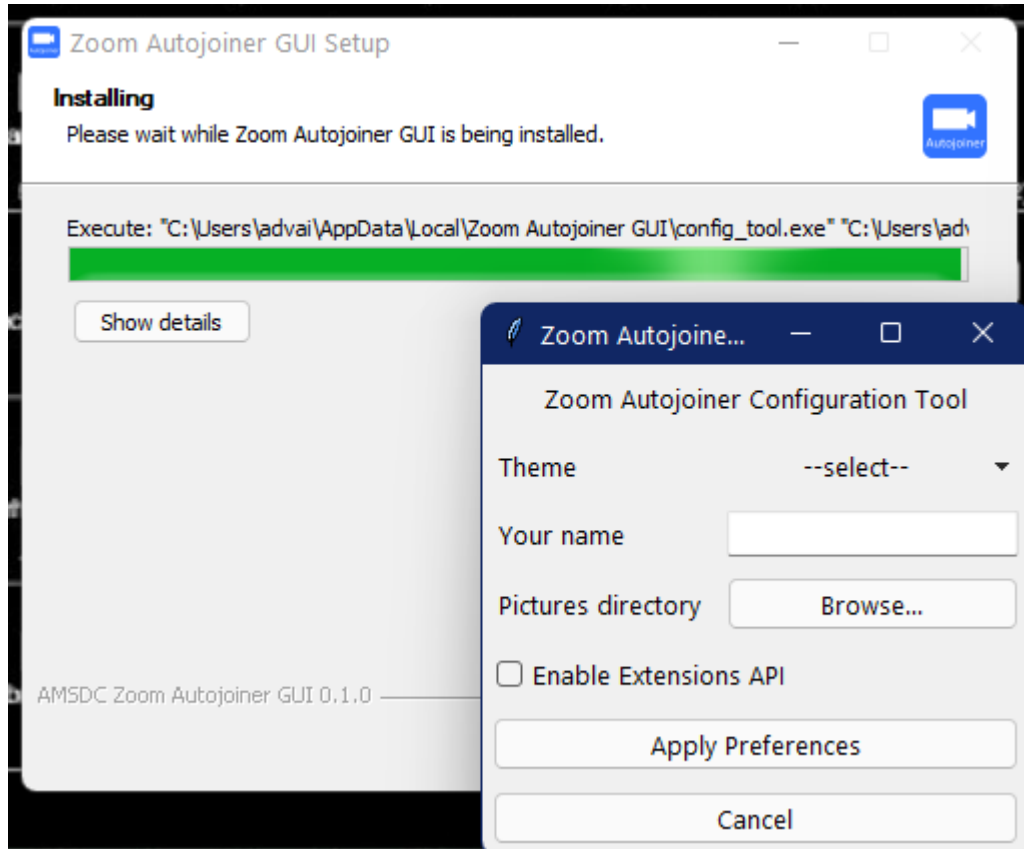 Zoom Autojoiner GUI Setup
Installing
Please wait while Zoom Autojoiner GUI is being installed.
Autojoiner
Execute: "C:\Users\advai\AppData\Local\Zoom Autojoiner GUI\config_tool.exe" "C:\Users\adv
Show details
Zoom Autojoine...
Zoom Autojoiner Configuration Tool
Theme --select--
Your name
Pictures directory Browse...
Enable Extensions API
AMSDC Zoom Autojoiner GUI 0.1.0
Apply Preferences
Cancel